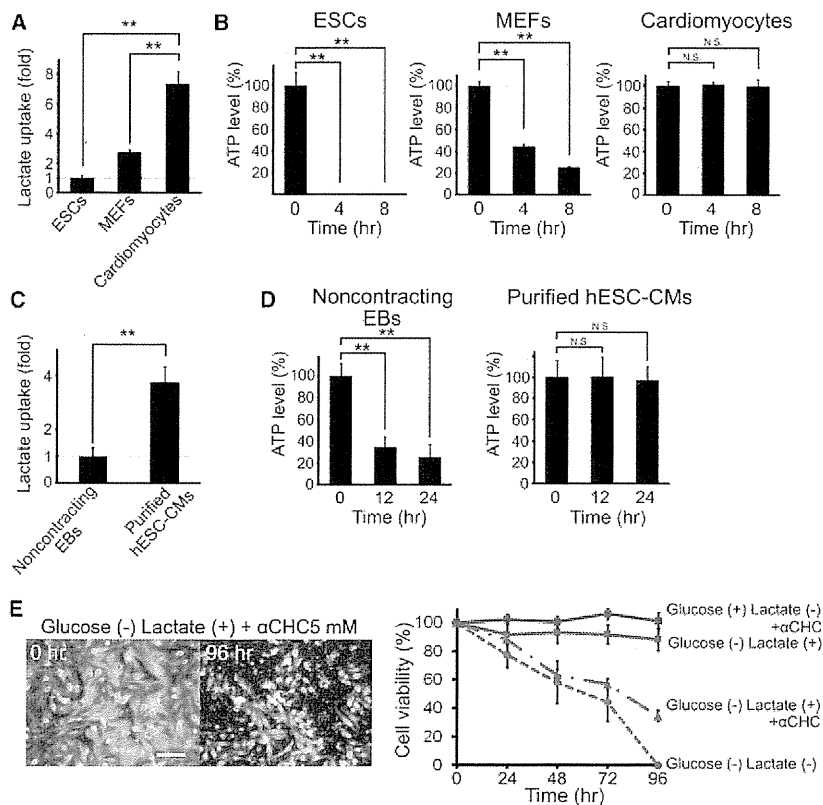 A
Lactate uptake (fold)
8
6
4
2
1
0
**
**
ESCs
MEFs
Cardiomyocytes
B
ESCs
ATP level (%)
100
80
60
40
20
**
**
0 4 8
Time (hr)
MEFs
ATP level (%)
100
80
60
40
20
**
**
0 4 8
Time (hr)
Cardiomyocytes
ATP level (%)
100
80
60
40
20
N.S.
N.S.
0 4 8
Time (hr)
C
Lactate uptake (fold)
4
2
1
0
**
Noncontracting
EBs
Purified
hESC-CMs
D
Noncontracting
EBs
ATP level (%)
100
80
60
40
20
0
**
**
0 12 24
Time (hr)
Purified hESC-CMs
ATP level (%)
100
80
60
40
20
0
N.S
N.S
0 12 24
Time (hr)
E
Glucose (-) Lactate (+) + αCHC5 mM
0 hr
96 hr
Cell viability (%)
100
80
60
40
20
0
0 24 48 72 96
Time (hr)
Glucose (+) Lactate (-)
+αCHC
Glucose (-) Lactate (+)
Glucose (-) Lactate (+)
+αCHC
Glucose (-) Lactate (-)